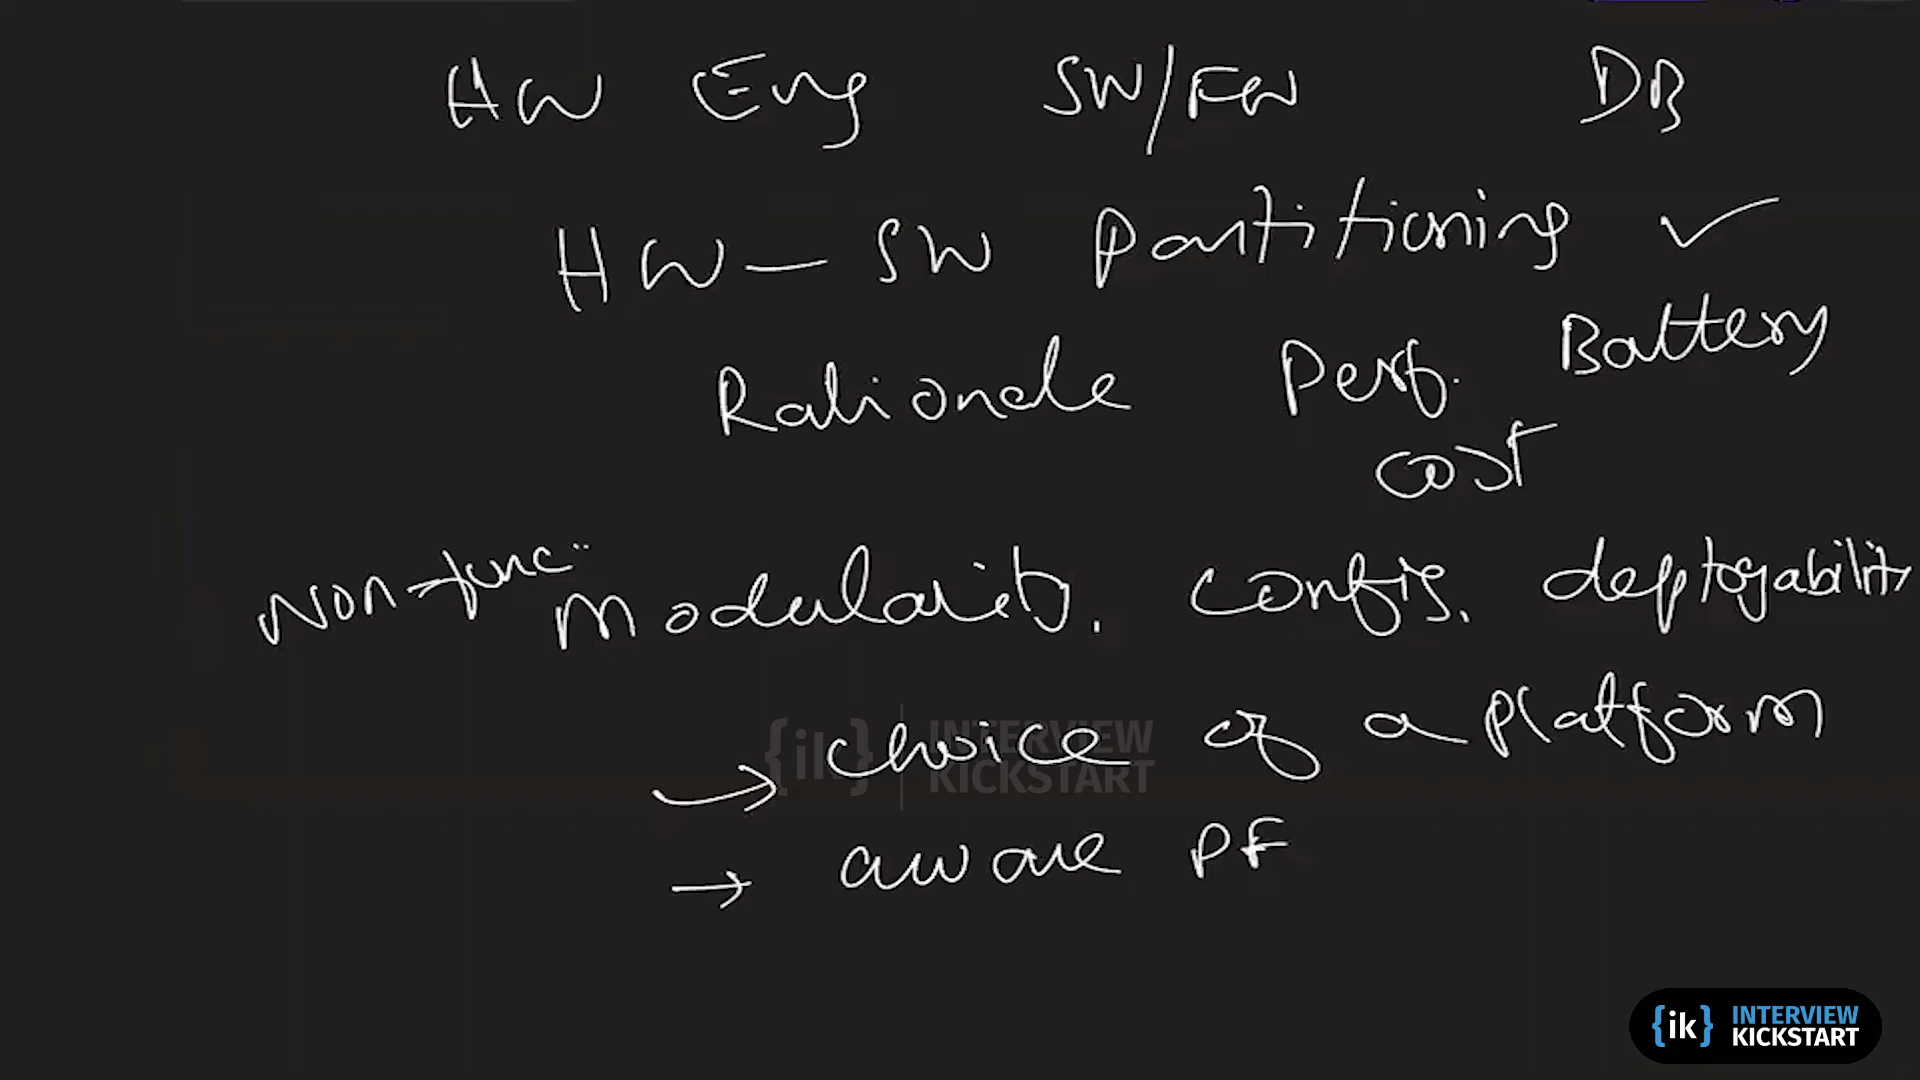 HW Eng SW/FW DB
HW - SW Partitioning ✓
Rationale Perf. Battery
cost
Non-func.. Modularity. Config. deployability
→ choice of a platform
→ aware PF
{ik} INTERVIEW KICKSTART
{ik} INTERVIEW KICKSTART